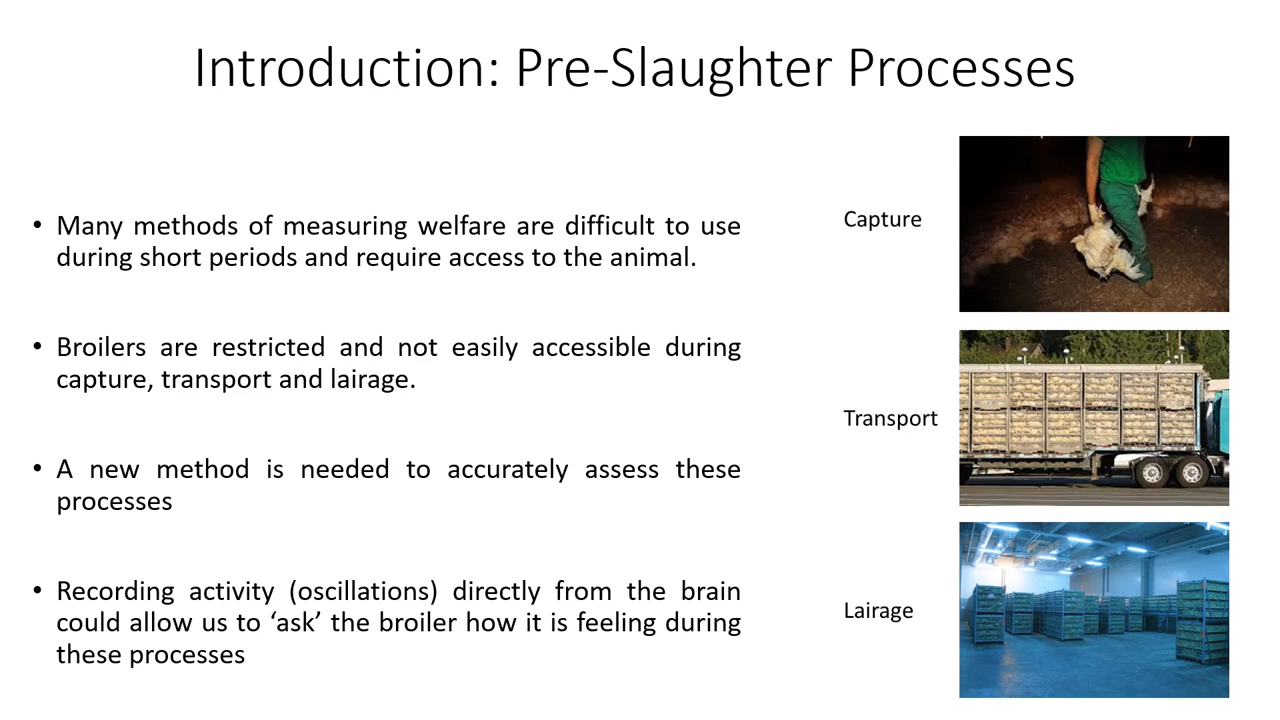 Introduction: Pre-Slaughter Processes
• Many methods of measuring welfare are difficult to use
during short periods and require access to the animal.
• Broilers are restricted and not easily accessible during
capture, transport and lairage.
• A new method is needed to accurately assess these
processes
• Recording activity (oscillations) directly from the brain
could allow us to ‘ask’ the broiler how it is feeling during
these processes
Capture
Transport
Lairage